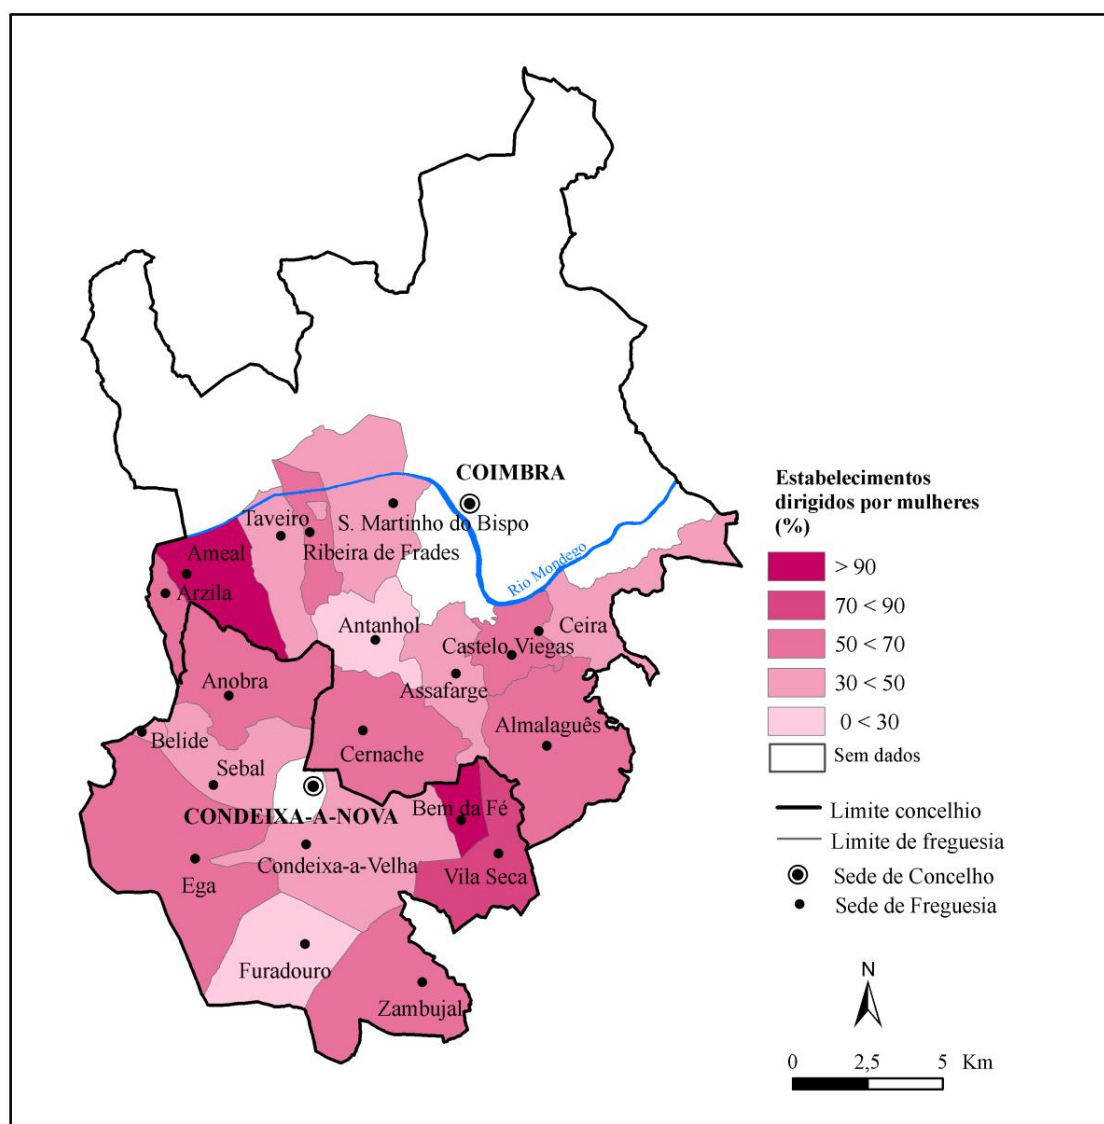 COIMBRA
S. Martinho do Bispo
Taveiro
Ribeira de Frades
Ameal
Arzila
Rio Mondego
Antanhol
Castelo Viegas
Ceira
Assafarge
Anobra
Almalaguês
Belide
Cernache
Sebal
CONDEIXA-A-NOVA
Bem da Fé
Condeixa-a-Velha
Vila Seca
Ega
Furadouro
Zambujal
Estabelecimentos
dirigidos por mulheres
(%)
> 90
70 < 90
50 < 70
30 < 50
0 < 30
Sem dados
Limite concelhio
Limite de freguesia
Sede de Concelho
Sede de Freguesia
N
0 2,5 5 Km